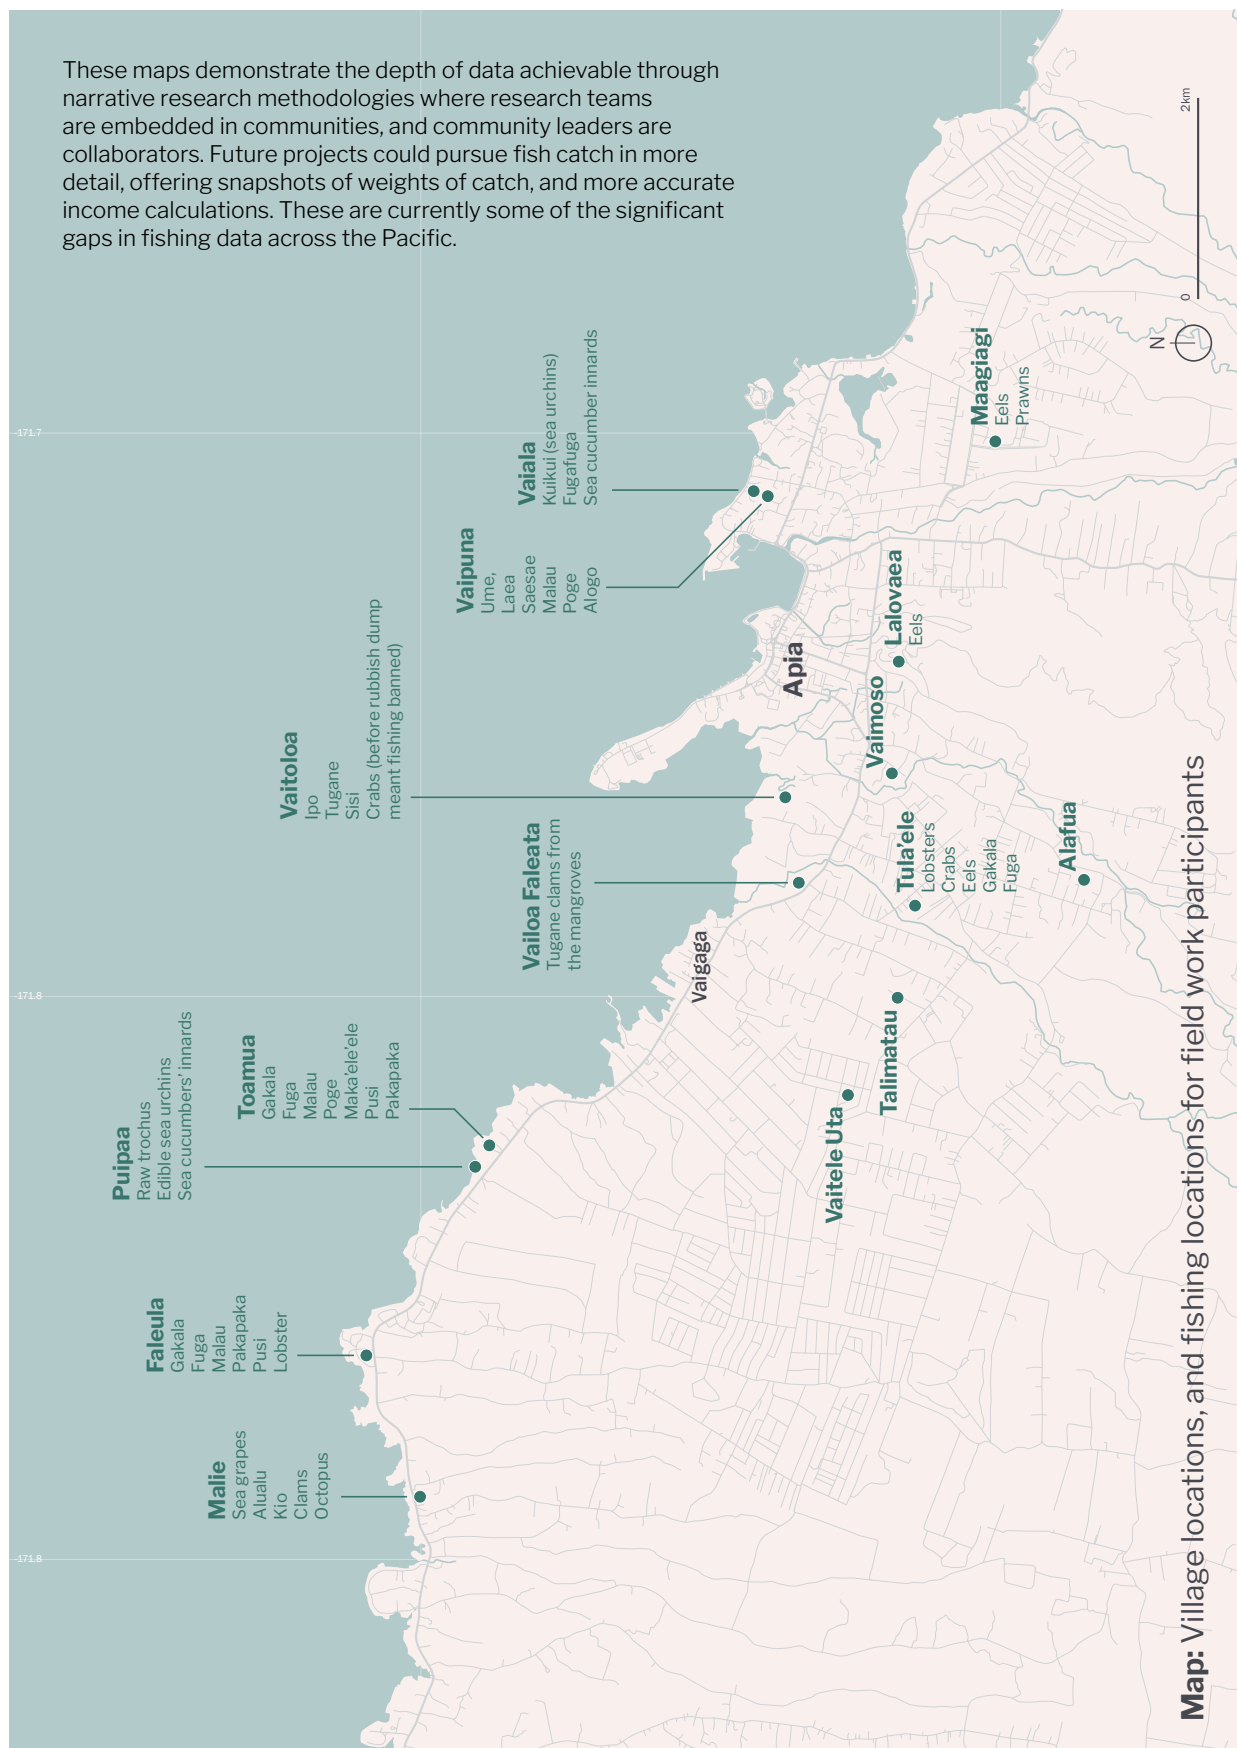 These maps demonstrate the depth of data achievable through
narrative research methodologies where research teams
are embedded in communities, and community leaders are
collaborators. Future projects could pursue fish catch in more
detail, offering snapshots of weights of catch, and more accurate
income calculations. These are currently some of the significant
gaps in fishing data across the Pacific.
Malie
Sea grapes
Alualu
Kio
Clams
Octopus
Faleula
Gakala
Fuga
Malau
Pakapaka
Pusi
Lobster
Puipaa
Raw trochus
Edible sea urchins
Sea cucumbers' innards
Toamua
Gakala
Fuga
Malau
Poge
Maka'ele'ele
Pusi
Pakapaka
Vaitoloa
Ipo
Tugane
Sisi
Crabs (before rubbish dump
meant fishing banned)
Vailoa Faleata
Tugane clams from
the mangroves
Vaipuna
Ume,
Laea
Saesae
Malau
Poge
Alogo
Vaiala
Kuikui (sea urchins)
Fugafuga
Sea cucumber innards
Vaigaga
Apia
Vaitele Uta
Talimatau
Tula'ele
Lobsters
Crabs
Eels
Gakala
Fuga
Vaimoso
Lalovaea
Eels
Maagiagi
Eels
Prawns
Alafua
-171.8
-171.8
-171.7
N
0
2km
Map: Village locations, and fishing locations for field work participants